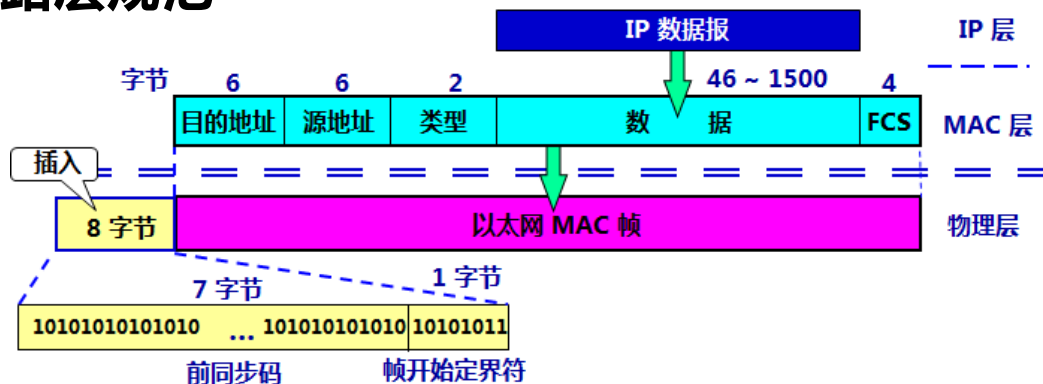 IP 数据报
IP 层
字节 6 6 2 46 ~ 1500 4
目的地址 源地址 类型 数 据 FCS
MAC 层
插入
8 字节
以太网 MAC 帧
物理层
7 字节
1 字节
10101010101010 ... 101010101010 10101011
前同步码
帧开始定界符